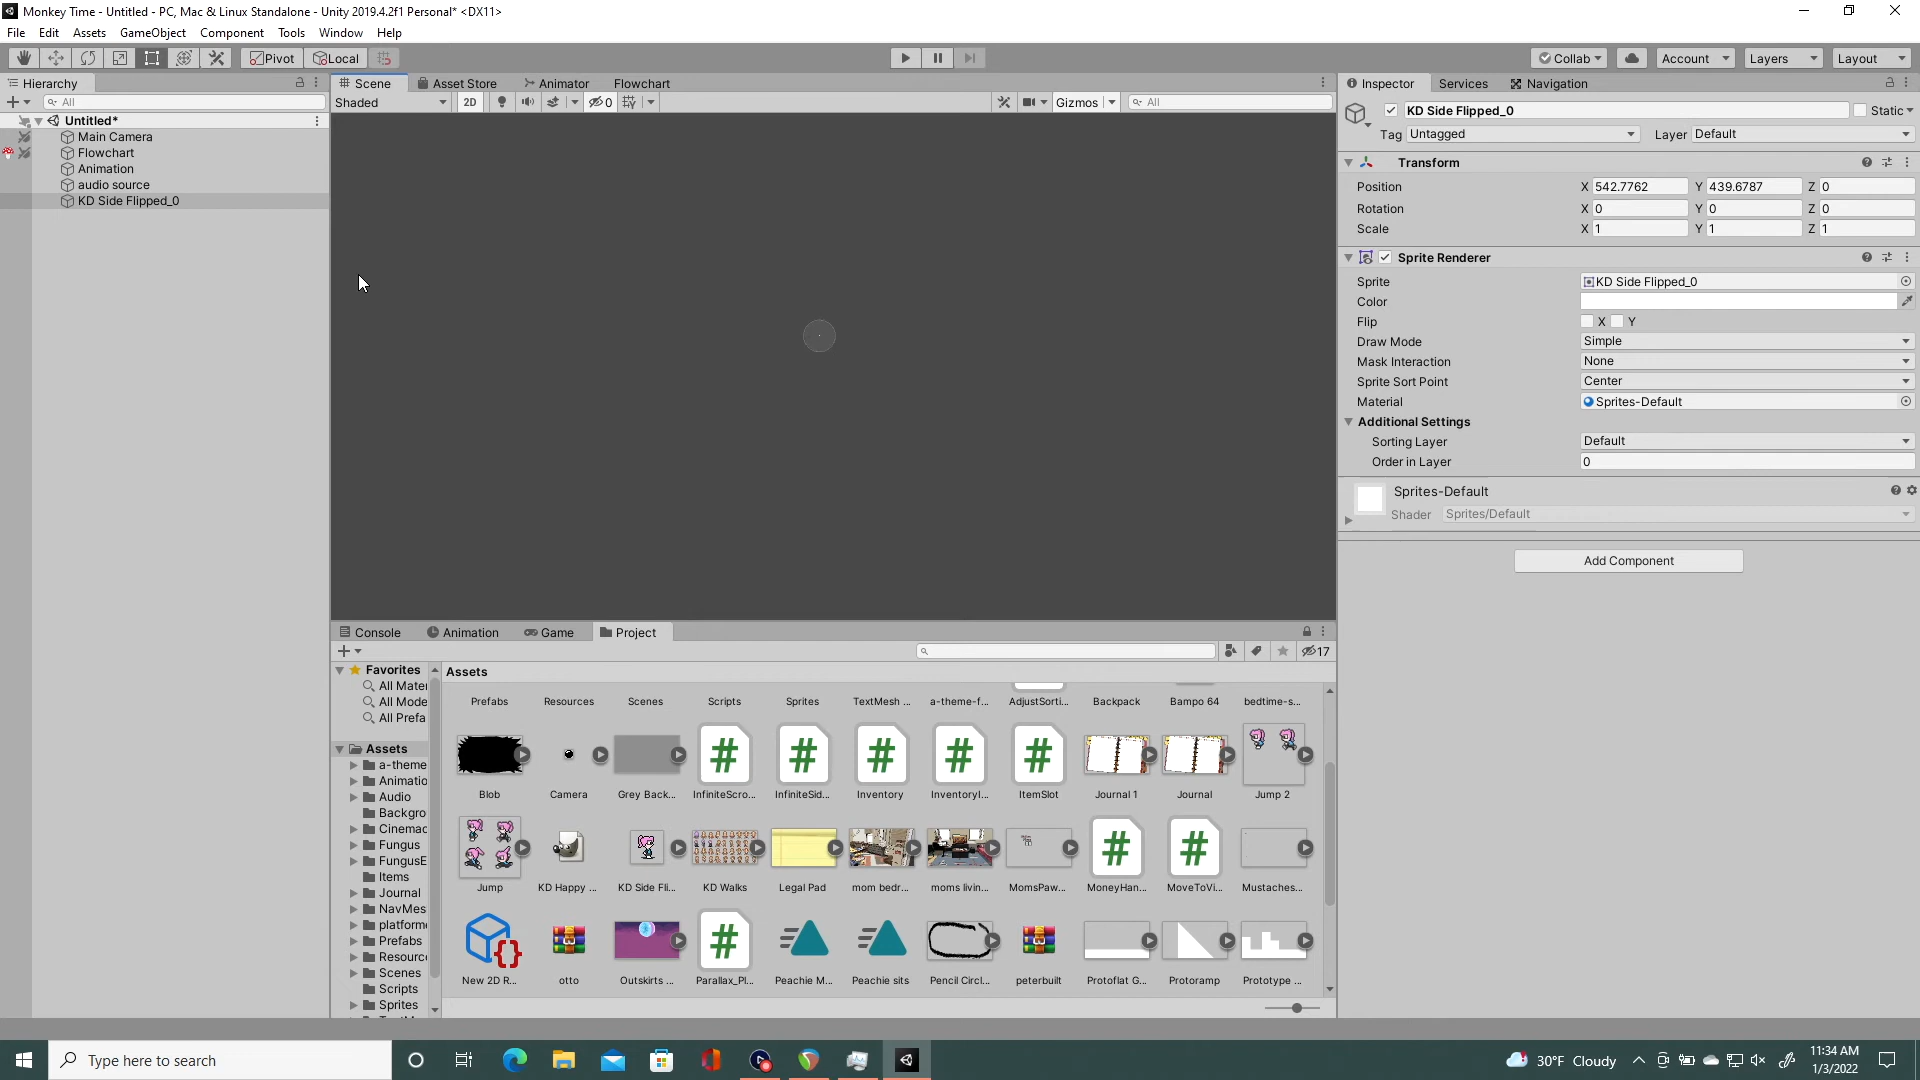 Monkey Time - Untitled - PC, Mac & Linux Standalone - Unity 2019.4.2f1 Personal* <DX11>
File Edit Assets GameObject Component Tools Window Help
Pivot Local Collab Account Layers Layout
Hierarchy
All
Untitled*
Main Camera
Flowchart
Animation
audio source
KD Side Flipped_0
Scene Asset Store Animator Flowchart
Shaded 2D 0 Gizmos All
Inspector Services Navigation
KD Side Flipped_0 Static
Tag Untagged Layer Default
Transform
Position X 542.7762 Y 439.6787 Z 0
Rotation X 0 Y 0 Z 0
Scale X 1 Y 1 Z 1
Sprite Renderer
Sprite KD Side Flipped_0
Color
Flip X Y
Draw Mode Simple
Mask Interaction None
Sprite Sort Point Center
Material Sprites-Default
Additional Settings
Sorting Layer Default
Order in Layer 0
Sprites-Default
Shader Sprites/Default
Add Component
Console Animation Game Project
17
Favorites
All Mater
All Mode
All Prefa
Assets
a-theme
Animatio
Audio
Backgro
Cinemac
Fungus
FungusE
Items
Journal
NavMes
platforme
Prefabs
Resource
Scenes
Scripts
Sprites
Assets
Prefabs Resources Scenes Scripts Sprites TextMesh ... a-theme-f... AdjustSorti... Backpack Bampo 64 bedtime-s...
# # # # #
Blob Camera Grey Back... InfiniteScro... InfiniteSid... Inventory InventoryI... ItemSlot Journal 1 Journal Jump 2
# #
Jump KD Happy ... KD Side Fli... KD Walks Legal Pad mom bedr... moms livin... MomsPaw... MoneyHan... MoveToVi... Mustaches...
{} #
New 2D R... otto Outskirts ... Parallax_Pl... Peachie M... Peachie sits Pencil Circl... peterbuilt Protoflat G... Protoramp Prototype ...
Type here to search
30°F Cloudy
11:34 AM
1/3/2022